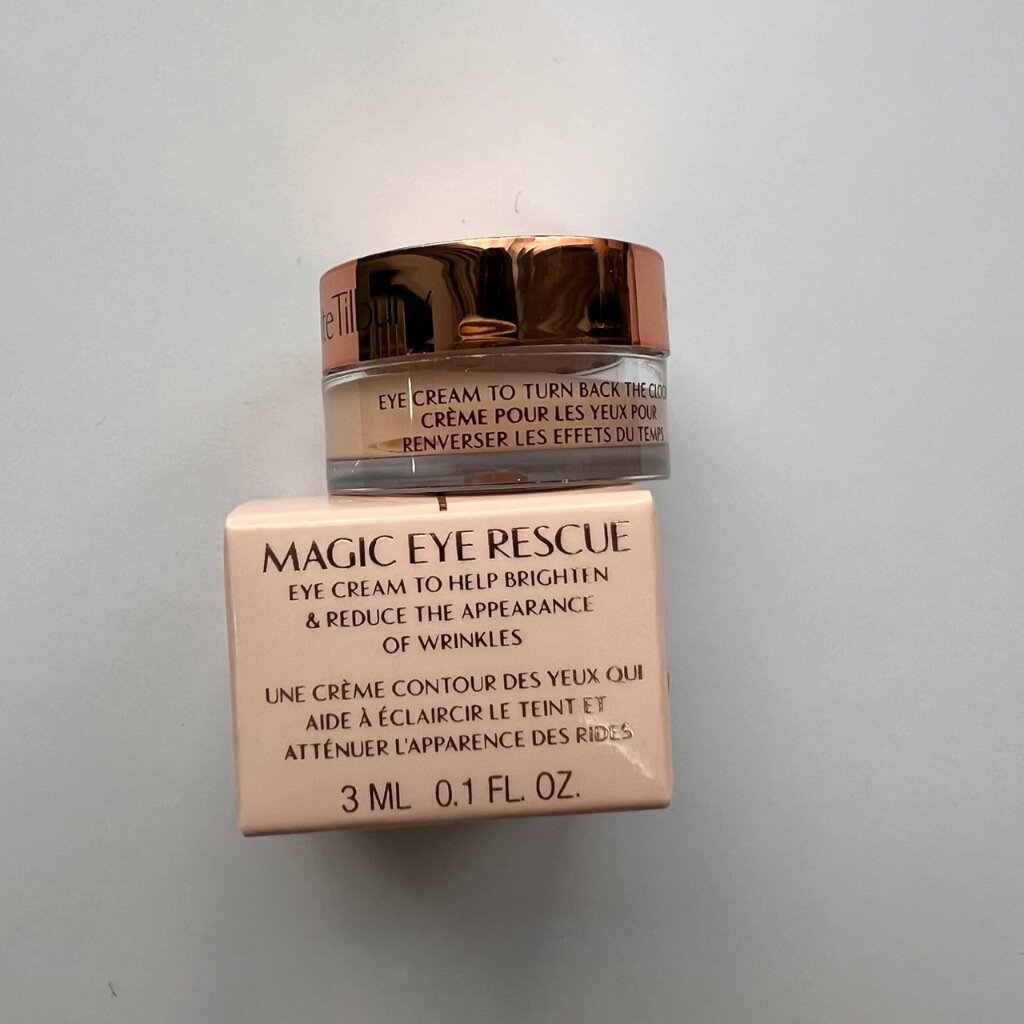 teTilbury
EYE CREAM TO TURN BACK THE CLOC
CRÈME POUR LES YEUX POUR
RENVERSER LES EFFETS DU TEMPS
MAGIC EYE RESCUE
EYE CREAM TO HELP BRIGHTEN
& REDUCE THE APPEARANCE
OF WRINKLES
UNE CRÈME CONTOUR DES YEUX QUI
AIDE À ÉCLAIRCIR LE TEINT ET
ATTÉNUER L'APPARENCE DES RIDES
3 ML 0.1 FL. OZ.